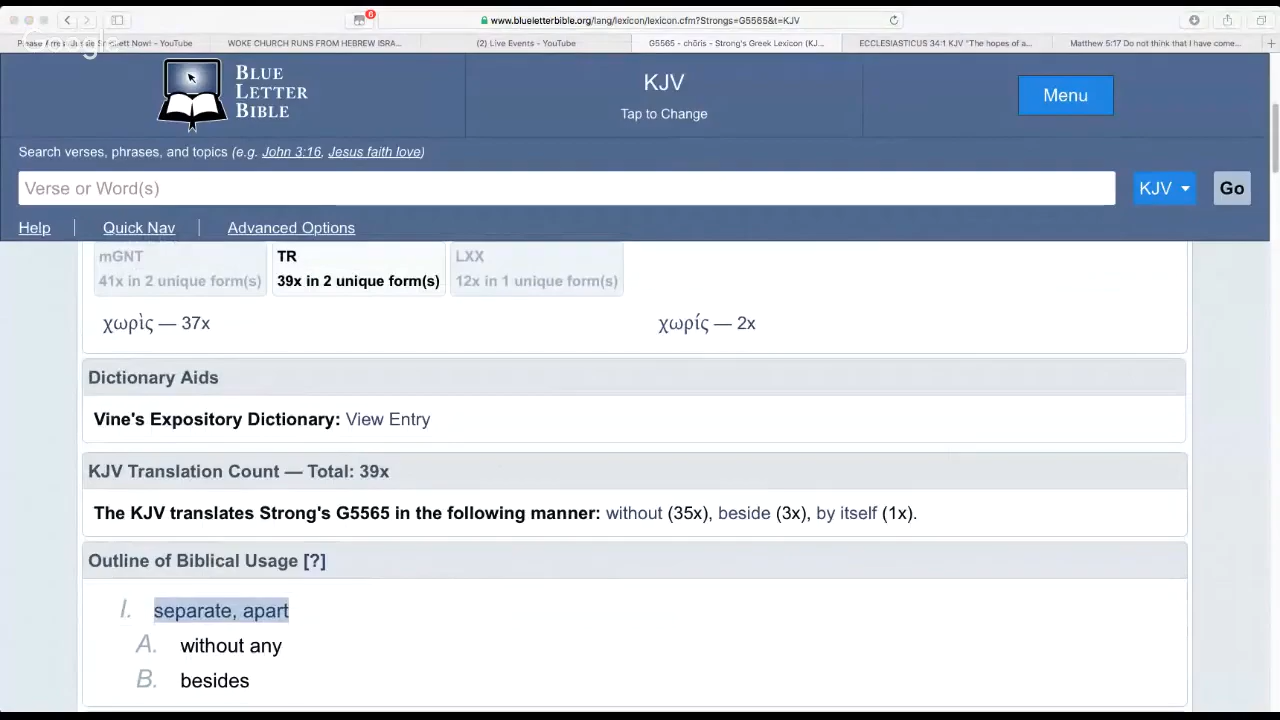 6
www.blueletterbible.org/lang/lexicon/lexicon.cfm?Strongs=G5565&t=KJV
Now! - YouTube
WOKE CHURCH RUNS FROM HEBREW ISRA...
(2) Live Events - YouTube
G5565 - chōris - Strong's Greek Lexicon (KJ...
ECCLESIASTICUS 34:1 KJV "The hopes of a...
Matthew 5:17 Do not think that I have come...
BLUE
LETTER
BIBLE
KJV
Tap to Change
Menu
Search verses, phrases, and topics (e.g. John 3:16, Jesus faith love)
Verse or Word(s)
KJV
Go
Help
Quick Nav
Advanced Options
mGNT
41x in 2 unique form(s)
TR
39x in 2 unique form(s)
LXX
12x in 1 unique form(s)
χωρὶς — 37x
χωρίς — 2x
Dictionary Aids
Vine's Expository Dictionary: View Entry
KJV Translation Count — Total: 39x
The KJV translates Strong's G5565 in the following manner: without (35x), beside (3x), by itself (1x).
Outline of Biblical Usage [?]
I. separate, apart
A. without any
B. besides